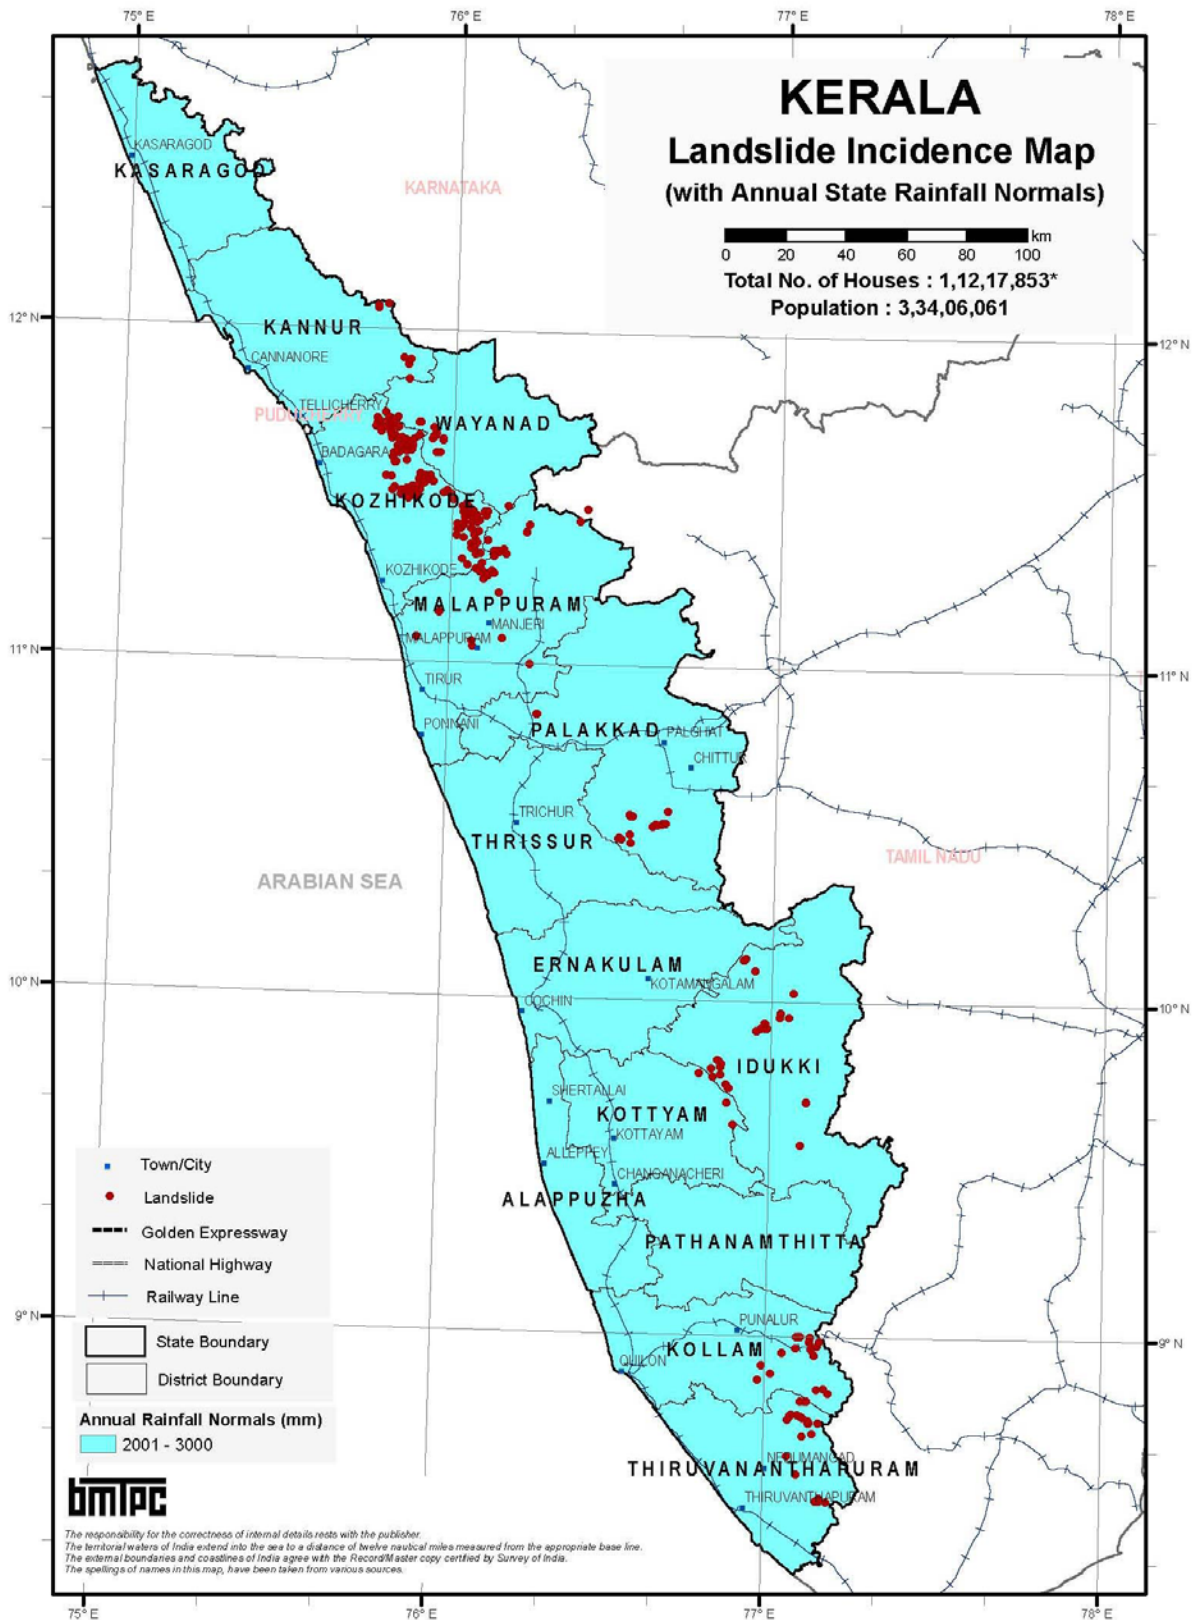 75° E 76° E 77° E 78° E
KERALA
Landslide Incidence Map
(with Annual State Rainfall Normals)
km
0 20 40 60 80 100
Total No. of Houses : 1,12,17,853*
Population : 3,34,06,061
KASARAGOD
KASARAGOD
KARNATAKA
12° N
KANNUR
12° N
CANNANORE
TELLICHERRY
PUDUCHERRY
WAYANAD
BADAGARA
KOZHIKODE
KOZHIKODE
MALAPPURAM
MANJERI
MALAPPURAM
11° N
11° N
TIRUR
PONNANI
PALAKKAD
PALGHAT
CHITTUR
TRICHUR
THRISSUR
TAMIL NADU
ARABIAN SEA
ERNAKULAM
10° N
KOTAMANGALAM
COCHIN
10° N
IDUKKI
SHERTALLAI
KOTTYAM
KOTTAYAM
ALLEPPEY
CHANGANACHERI
ALAPPUZHA
PATHANAMTHITTA
Town/City
Landslide
Golden Expressway
National Highway
Railway Line
9° N
PUNALUR
9° N
KOLLAM
QUILON
State Boundary
District Boundary
Annual Rainfall Normals (mm)
2001 - 3000
NEDUMANGAD
THIRUVANANTHAPURAM
THIRUVANTHAPURAM
bmtpc
The responsibility for the correctness of internal details rests with the publisher.
The territorial waters of India extend into the sea to a distance of twelve nautical miles measured from the appropriate base line.
The external boundaries and coastlines of India agree with the Record/Master copy certified by Survey of India.
The spellings of names in this map, have been taken from various sources.
75° E 76° E 77° E 78° E